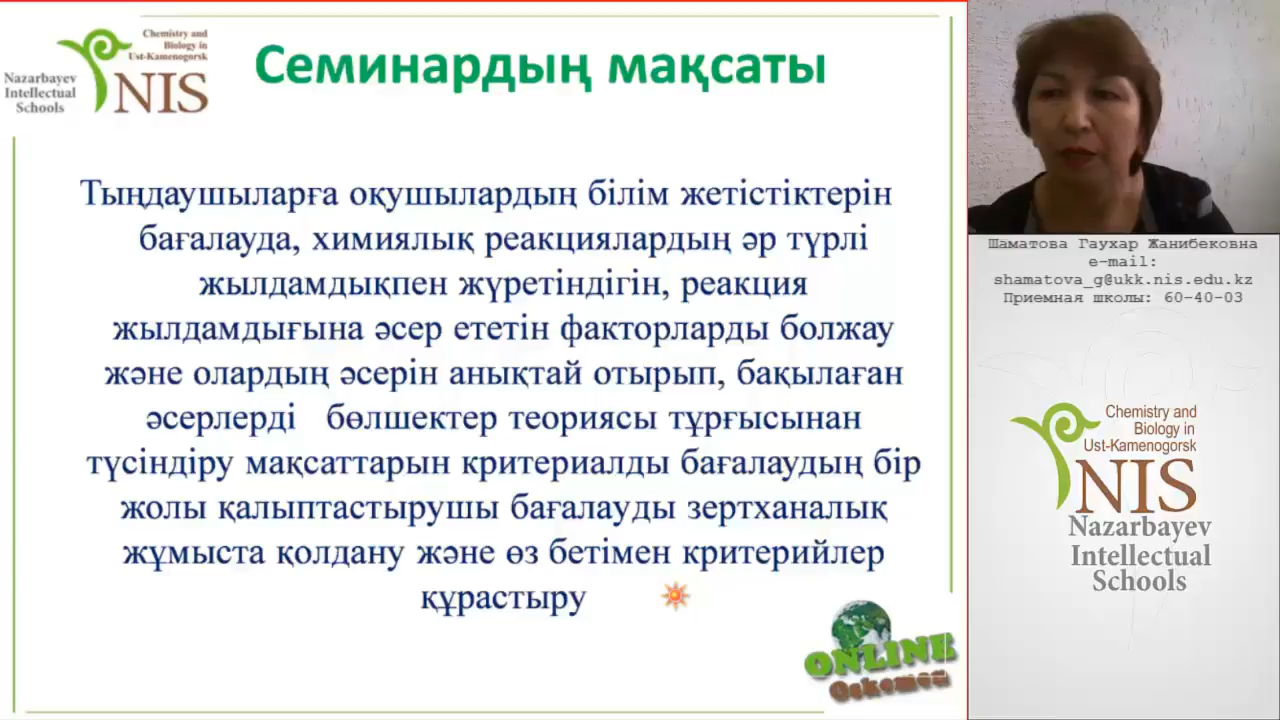 Chemistry and
Biology in
Ust-Kamenogorsk
Nazarbayev
Intellectual
Schools
NIS
Семинардың мақсаты
Тыңдаушыларға оқушылардың білім жетістіктерін
бағалауда, химиялық реакциялардың әр түрлі
жылдамдықпен жүретіндігін, реакция
жылдамдығына әсер ететін факторларды болжау
және олардың әсерін анықтай отырып, бақылаған
әсерлерді бөлшектер теориясы тұрғысынан
түсіндіру мақсаттарын критериалды бағалаудың бір
жолы қалыптастырушы бағалауды зертханалық
жұмыста қолдану және өз бетімен критерийлер
құрастыру
ONLINE
Oskemen
Шаматова Гаухар Жанибековна
e-mail:
shamatova_g@ukk.nis.edu.kz
Приемная школы: 60-40-03
Chemistry and
Biology in
Ust-Kamenogorsk
NIS
Nazarbayev
Intellectual
Schools